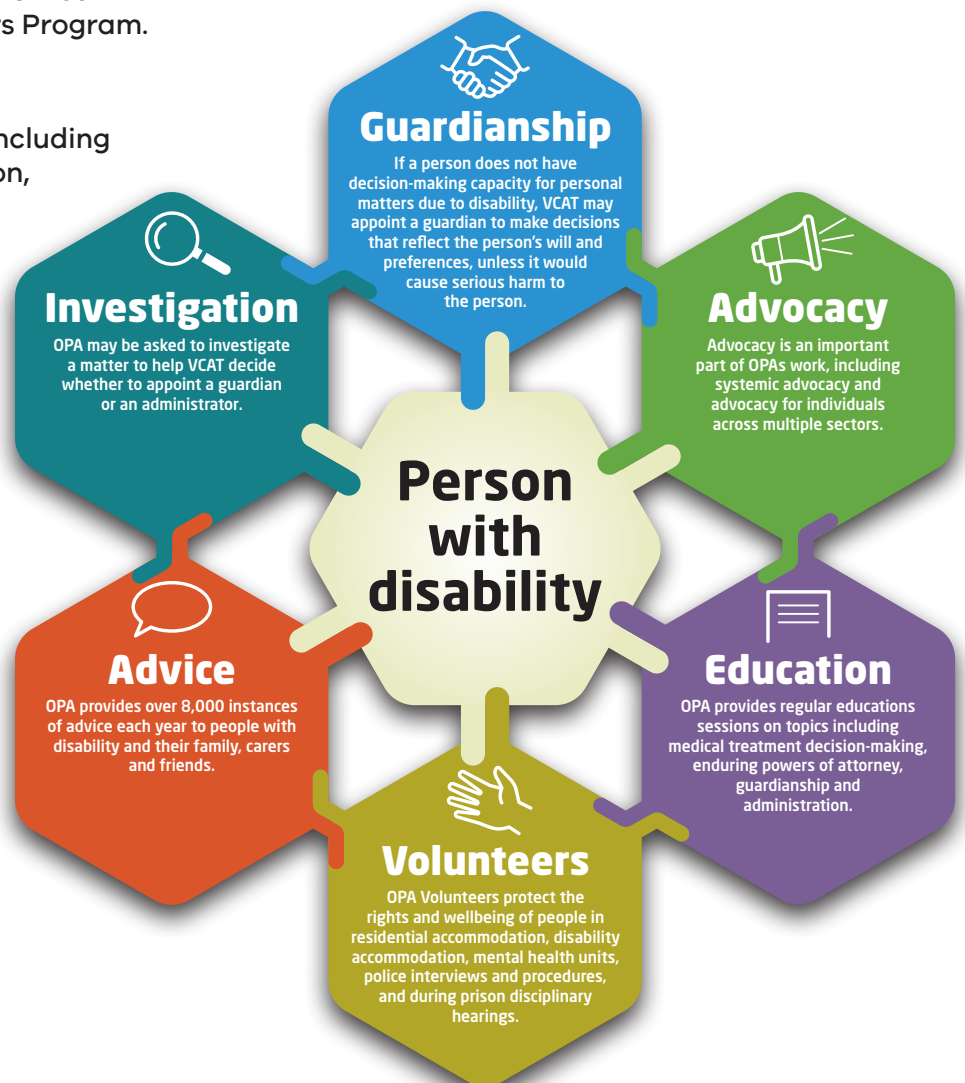 rs Program.
ncluding
on,
Guardianship
If a person does not have
decision-making capacity for personal
matters due to disability, VCAT may
appoint a guardian to make decisions
that reflect the person's will and
preferences, unless it would
cause serious harm to
the person.
Investigation
OPA may be asked to investigate
a matter to help VCAT decide
whether to appoint a guardian
or an administrator.
Advocacy
Advocacy is an important
part of OPAs work, including
systemic advocacy and
advocacy for individuals
across multiple sectors.
Person
with
disability
Advice
OPA provides over 8,000 instances
of advice each year to people with
disability and their family, carers
and friends.
Education
OPA provides regular educations
sessions on topics including
medical treatment decision-making,
enduring powers of attorney,
guardianship and
administration.
Volunteers
OPA Volunteers protect the
rights and wellbeing of people in
residential accommodation, disability
accommodation, mental health units,
police interviews and procedures,
and during prison disciplinary
hearings.